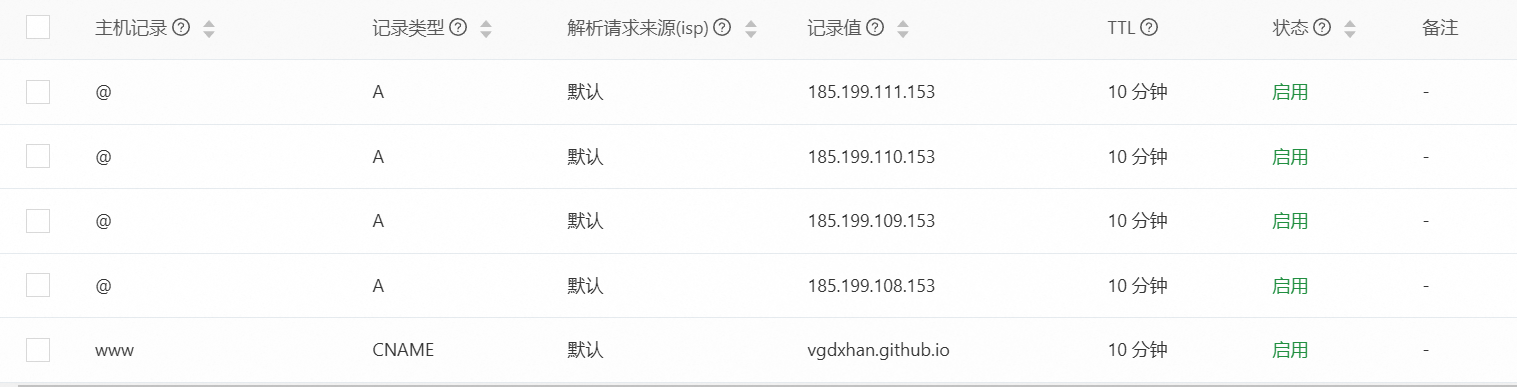 主机记录 记录类型 解析请求来源(isp) 记录值 TTL 状态 备注
@ A 默认 185.199.111.153 10 分钟 启用 -
@ A 默认 185.199.110.153 10 分钟 启用 -
@ A 默认 185.199.109.153 10 分钟 启用 -
@ A 默认 185.199.108.153 10 分钟 启用 -
www CNAME 默认 vgdxhan.github.io 10 分钟 启用 -